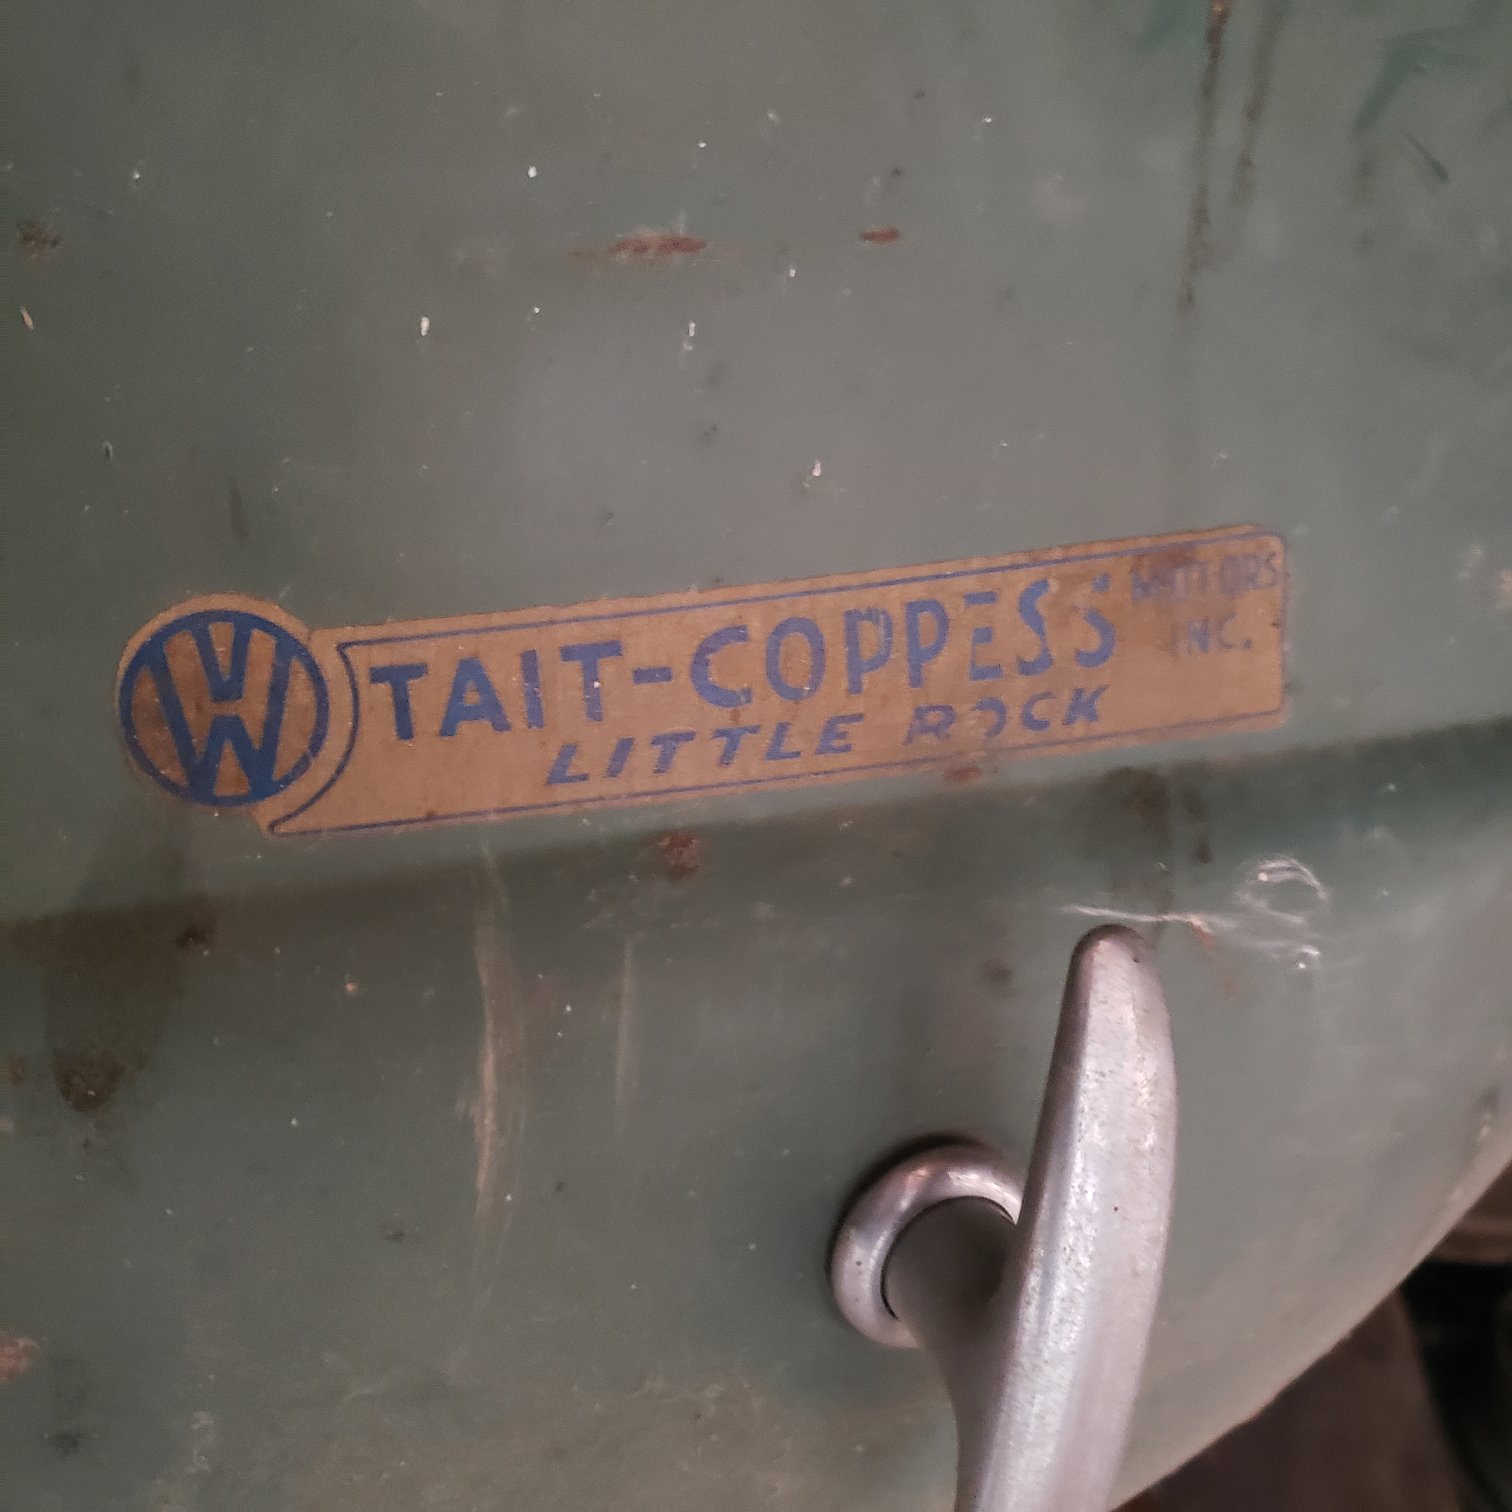 VW
TAIT-COPPESS MOTORS
INC.
LITTLE ROCK